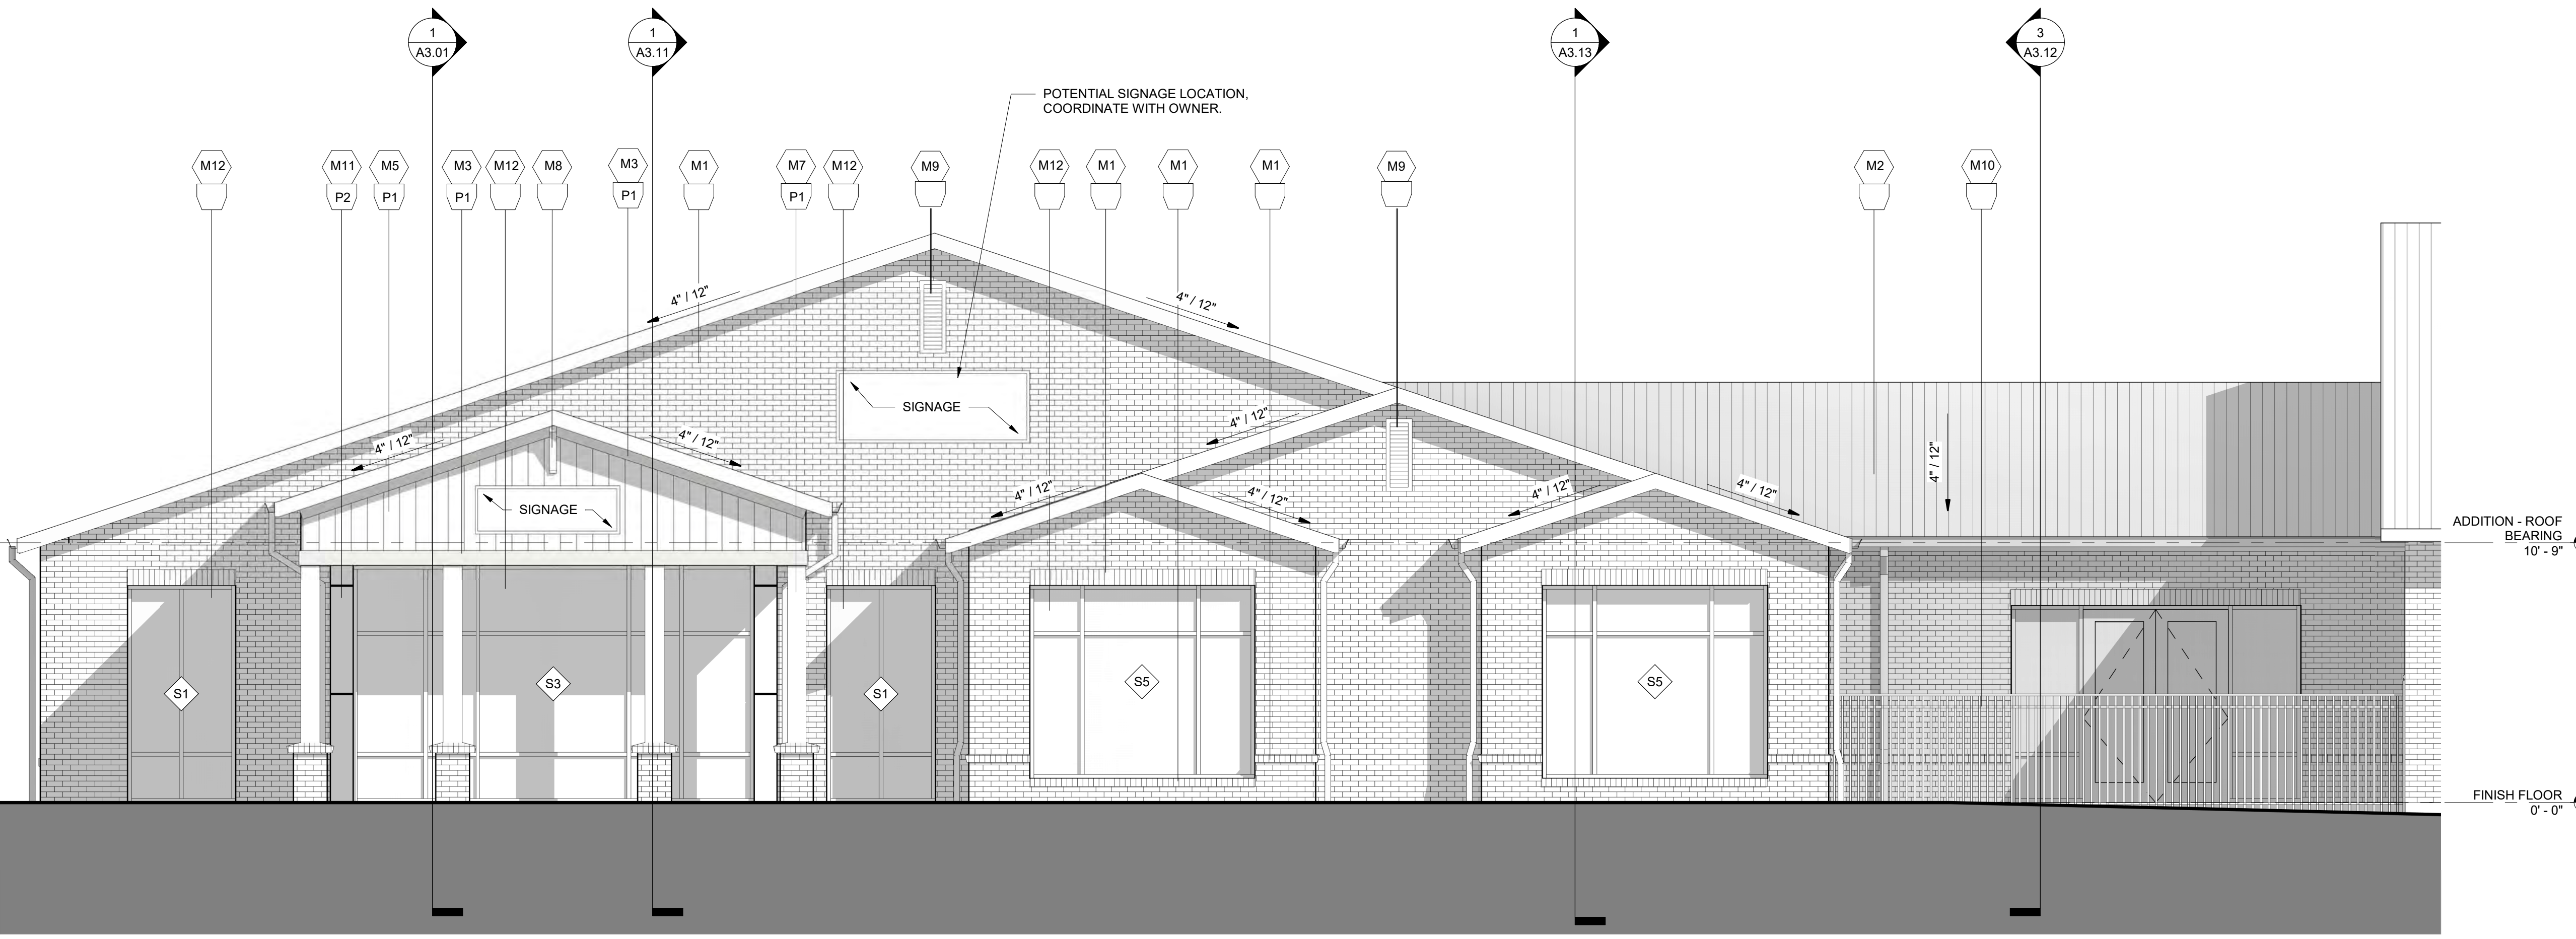 1
A3.01
1
A3.11
1
A3.13
3
A3.12
POTENTIAL SIGNAGE LOCATION,
COORDINATE WITH OWNER.
M12
M11
P2
M5
P1
M3
P1
M12
M8
M3
P1
M1
M7
P1
M12
M9
M12
M1
M1
M1
M9
M2
M10
4" / 12"
4" / 12"
SIGNAGE
4" / 12"
4" / 12"
4" / 12"
4" / 12"
SIGNAGE
4" / 12"
4" / 12"
4" / 12"
4" / 12"
ADDITION - ROOF
BEARING
10' - 9"
S1
S3
S1
S5
S5
FINISH FLOOR
0' - 0"